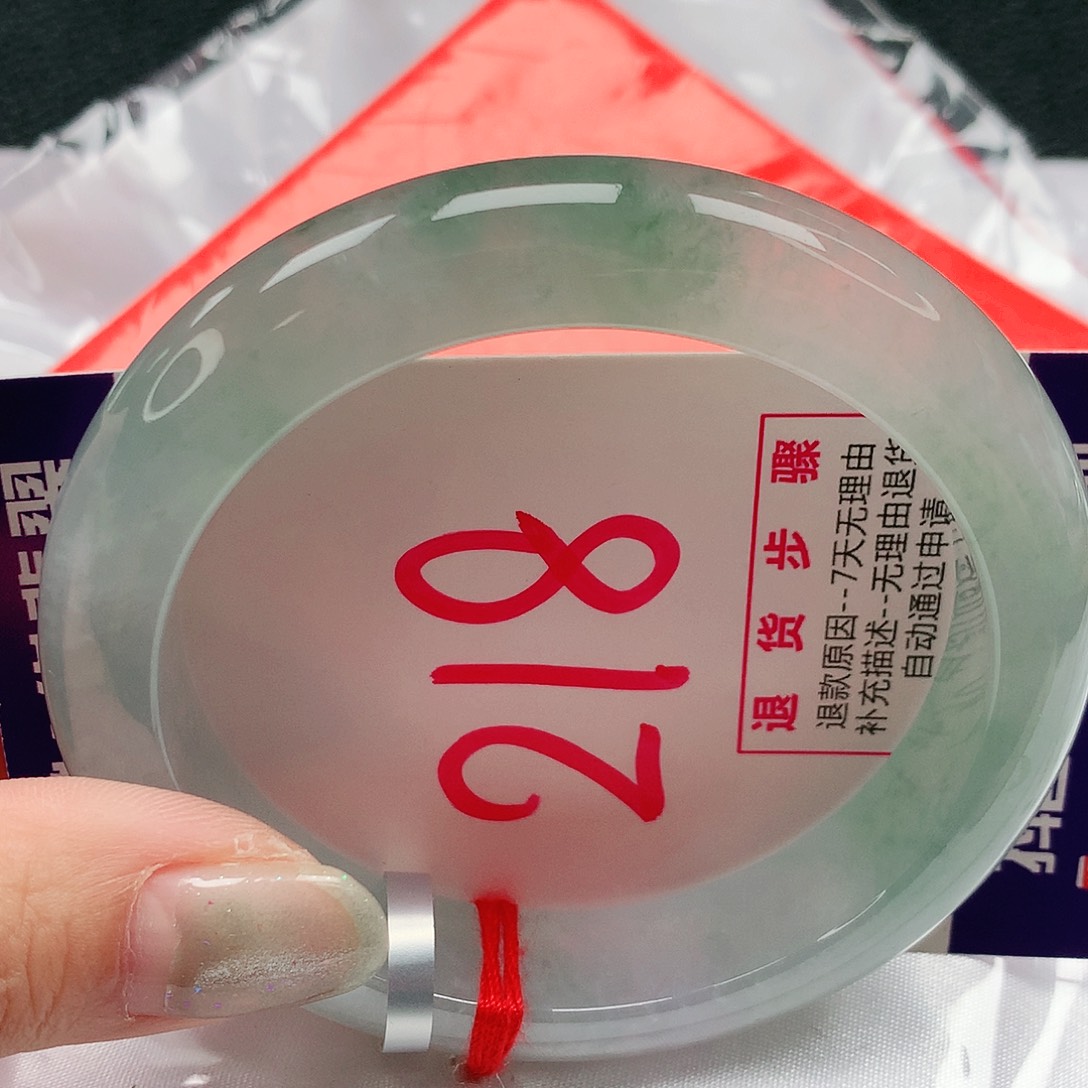 218
退货步骤
退款原因--7天无理由
补充描述--无理由退货
自动通过申请